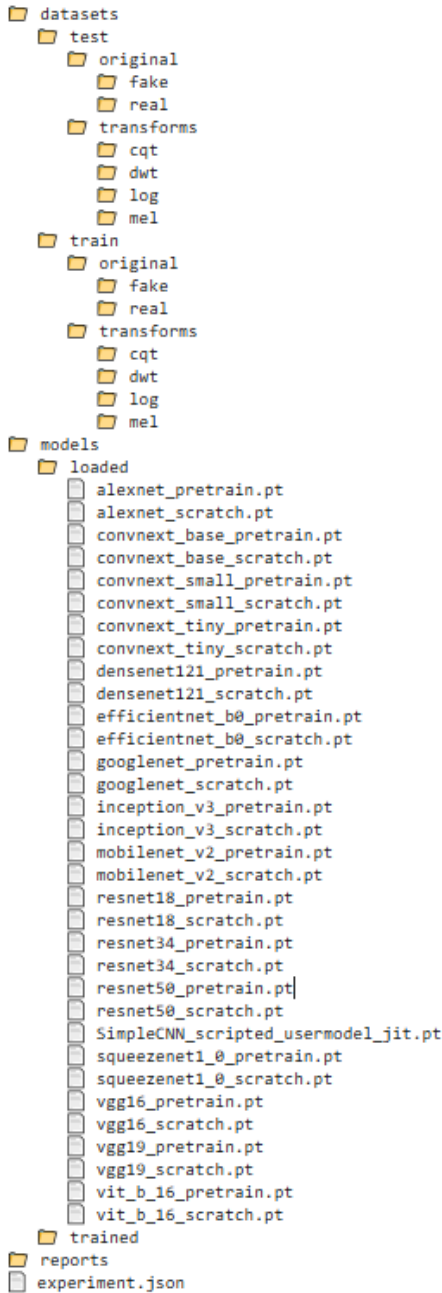 datasets
test
original
fake
real
transforms
cqt
dwt
log
mel
train
original
fake
real
transforms
cqt
dwt
log
mel
models
loaded
alexnet_pretrain.pt
alexnet_scratch.pt
convnext_base_pretrain.pt
convnext_base_scratch.pt
convnext_small_pretrain.pt
convnext_small_scratch.pt
convnext_tiny_pretrain.pt
convnext_tiny_scratch.pt
densenet121_pretrain.pt
densenet121_scratch.pt
efficientnet_b0_pretrain.pt
efficientnet_b0_scratch.pt
googlenet_pretrain.pt
googlenet_scratch.pt
inception_v3_pretrain.pt
inception_v3_scratch.pt
mobilenet_v2_pretrain.pt
mobilenet_v2_scratch.pt
resnet18_pretrain.pt
resnet18_scratch.pt
resnet34_pretrain.pt
resnet34_scratch.pt
resnet50_pretrain.pt
resnet50_scratch.pt
SimpleCNN_scripted_usermodel_jit.pt
squeezenet1_0_pretrain.pt
squeezenet1_0_scratch.pt
vgg16_pretrain.pt
vgg16_scratch.pt
vgg19_pretrain.pt
vgg19_scratch.pt
vit_b_16_pretrain.pt
vit_b_16_scratch.pt
trained
reports
experiment.json